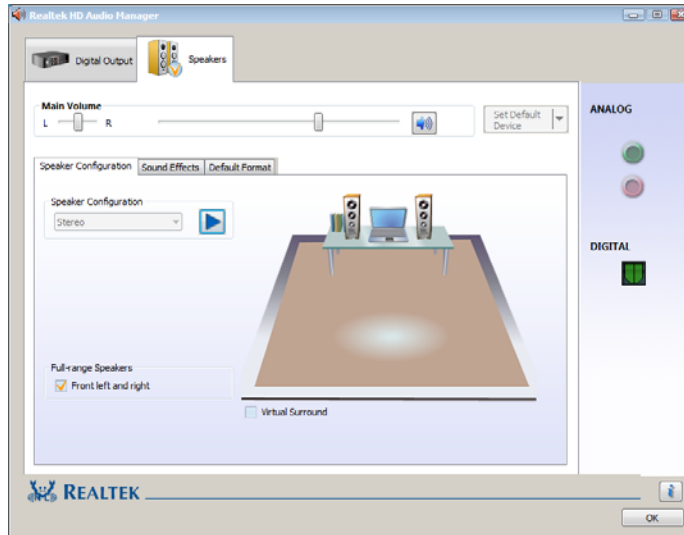 Realtek HD Audio Manager
Digital Output
Speakers
Main Volume
L
R
Set Default
Device
ANALOG
Speaker Configuration
Sound Effects
Default Format
Speaker Configuration
Stereo
DIGITAL
Full-range Speakers
Front left and right
Virtual Surround
REALTEK
i
OK